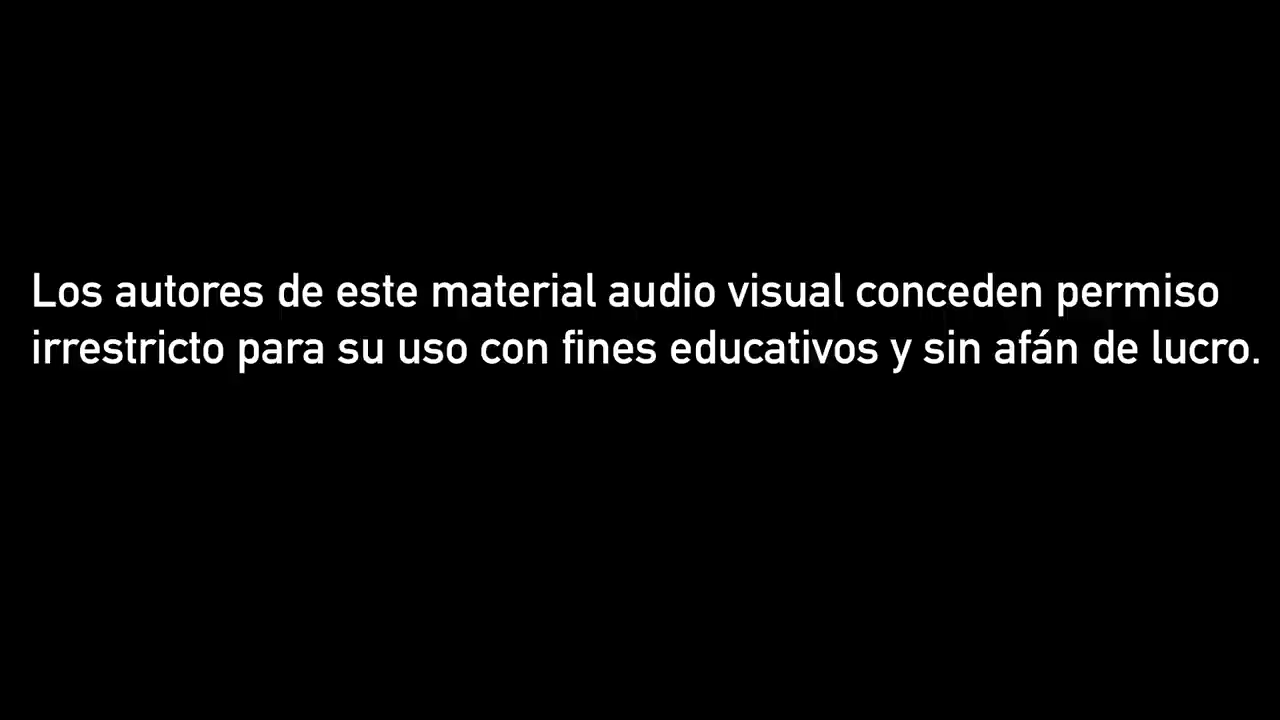 Los autores de este material audio visual conceden permiso
irrestricto para su uso con fines educativos y sin afán de lucro.